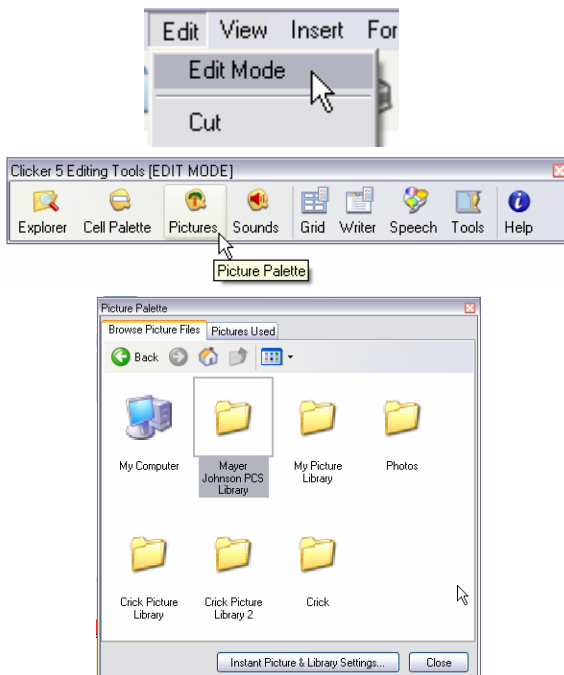 Edit View Insert For
Edit Mode
Cut
Clicker 5 Editing Tools [EDIT MODE]
Explorer Cell Palette Pictures Sounds Grid Writer Speech Tools Help
Picture Palette
Picture Palette
Browse Picture Files Pictures Used
Back
My Computer Mayer My Picture Photos
Johnson PCS Library
Library
Crick Picture Crick Picture Crick
Library Library 2
Instant Picture & Library Settings... Close